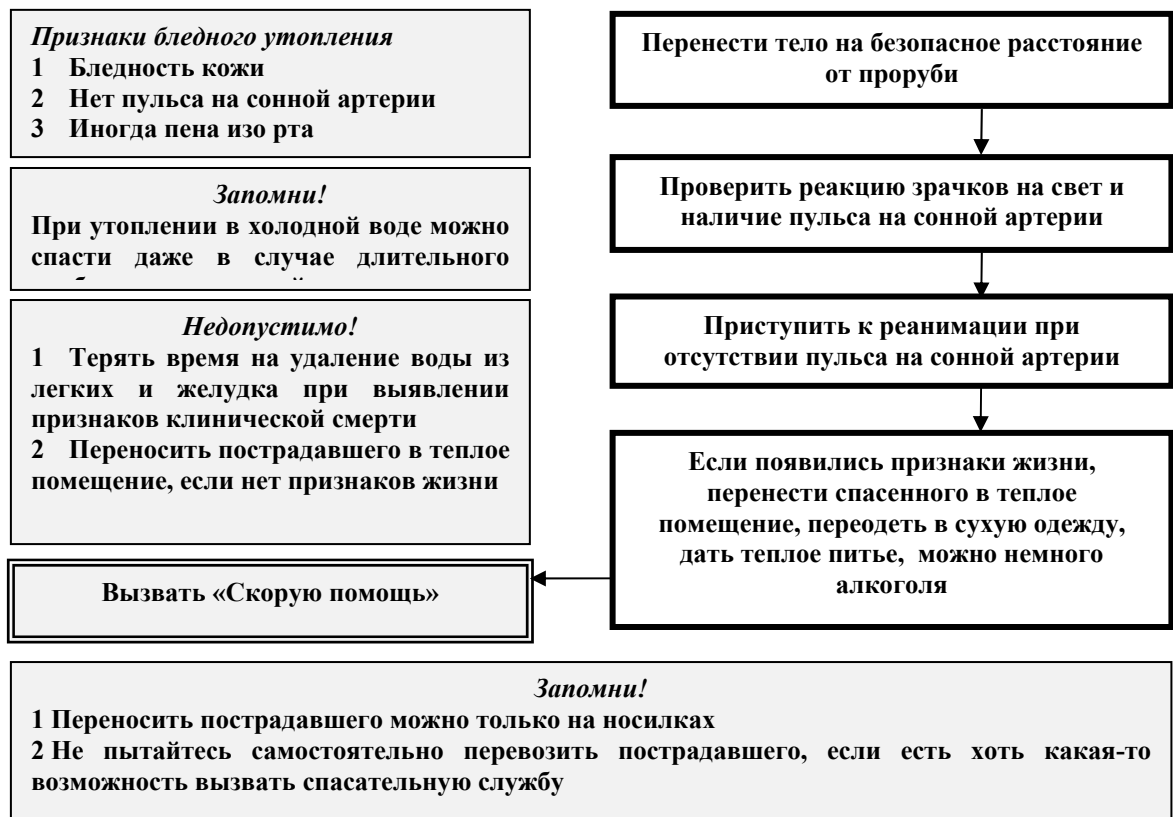 Признаки бледного утопления
1 Бледность кожи
2 Нет пульса на сонной артерии
3 Иногда пена изо рта
Запомни!
При утоплении в холодной воде можно
спасти даже в случае длительного
Недопустимо!
1 Терять время на удаление воды из
легких и желудка при выявлении
признаков клинической смерти
2 Переносить пострадавшего в теплое
помещение, если нет признаков жизни
Вызвать «Скорую помощь»
Перенести тело на безопасное расстояние
от проруби
Проверить реакцию зрачков на свет и
наличие пульса на сонной артерии
Приступить к реанимации при
отсутствии пульса на сонной артерии
Если появились признаки жизни,
перенести спасенного в теплое
помещение, переодеть в сухую одежду,
дать теплое питье, можно немного
алкоголя
Запомни!
1 Переносить пострадавшего можно только на носилках
2 Не пытайтесь самостоятельно перевозить пострадавшего, если есть хоть какая-то
возможность вызвать спасательную службу